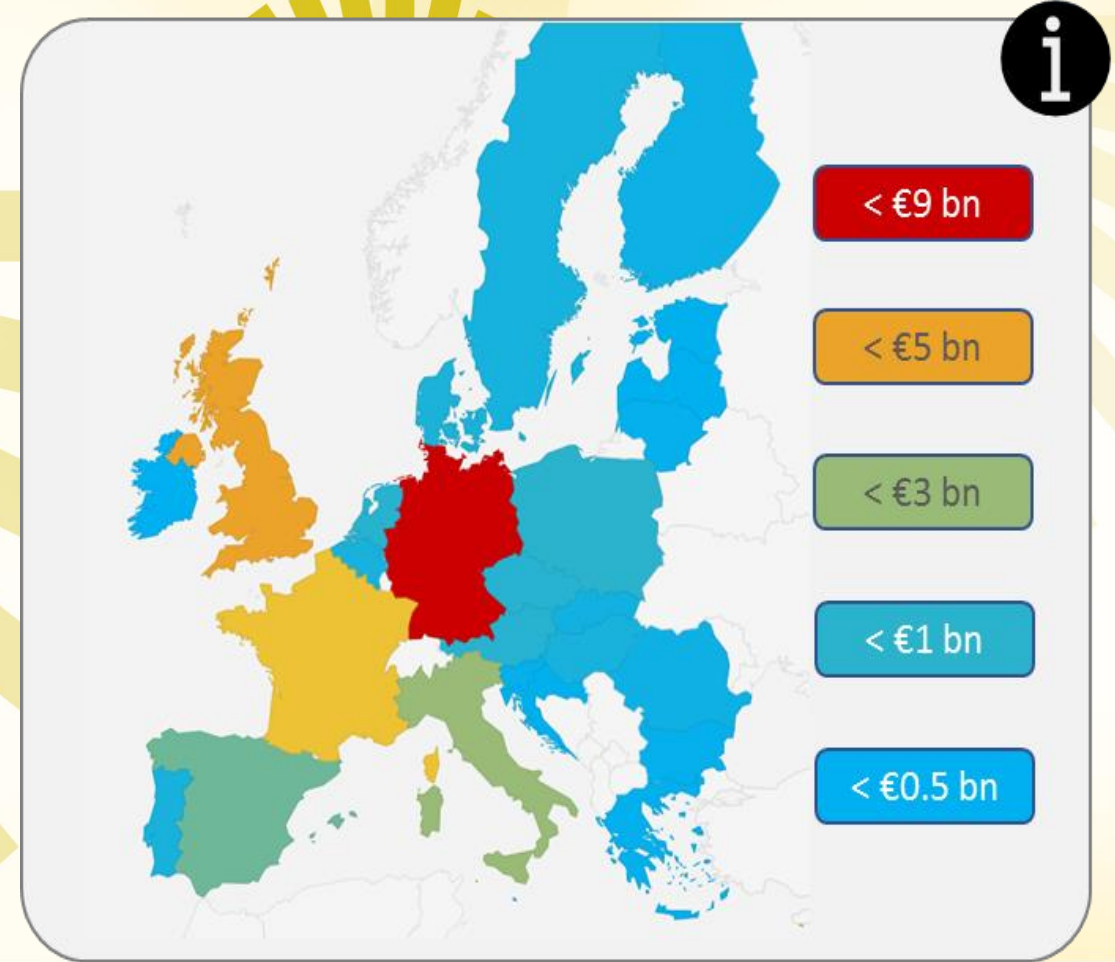 i
< €9 bn
< €5 bn
< €3 bn
< €1 bn
< €0.5 bn